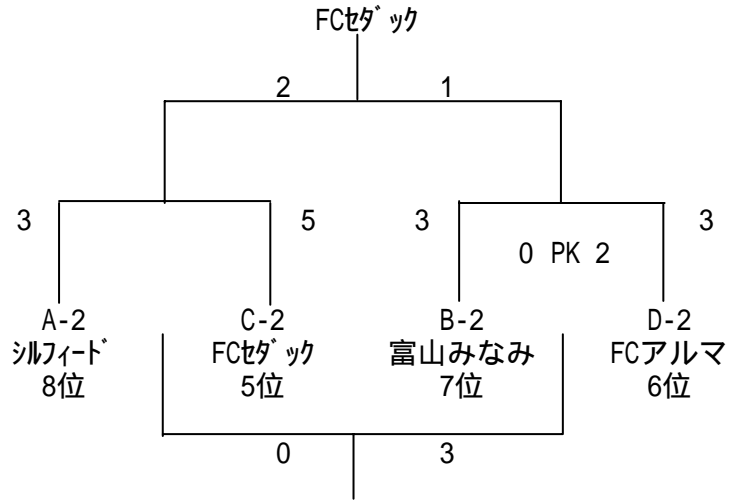 FCｾﾀﾞｯｸ
2 1
3 5 3 3
0 PK 2
A-2 C-2 B-2 D-2
ｼﾙﾌｨｰﾄﾞ FCｾﾀﾞｯｸ 富山みなみ FCアルマ
8位 5位 7位 6位
0 3